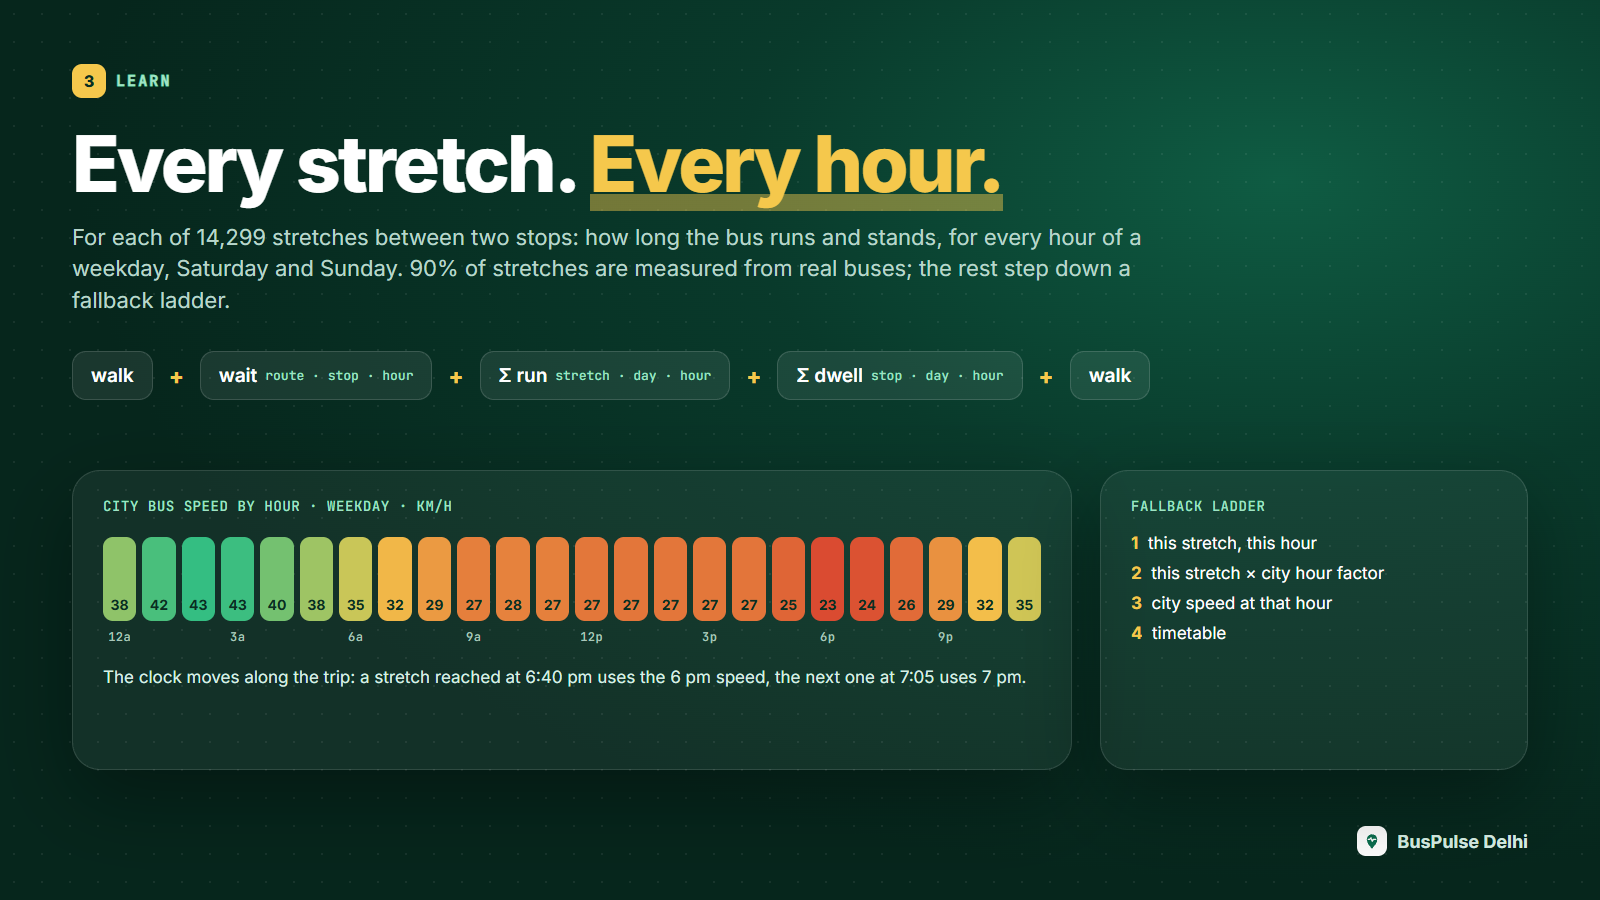 3 LEARN
Every stretch. Every hour.
For each of 14,299 stretches between two stops: how long the bus runs and stands, for every hour of a
weekday, Saturday and Sunday. 90% of stretches are measured from real buses; the rest step down a
fallback ladder.
walk + wait route · stop · hour + Σ run stretch · day · hour + Σ dwell stop · day · hour + walk
CITY BUS SPEED BY HOUR · WEEKDAY · KM/H
38 42 43 43 40 38 35 32 29 27 28 27 27 27 27 27 27 25 23 24 26 29 32 35
12a 3a 6a 9a 12p 3p 6p 9p
The clock moves along the trip: a stretch reached at 6:40 pm uses the 6 pm speed, the next one at 7:05 uses 7 pm.
FALLBACK LADDER
1 this stretch, this hour
2 this stretch × city hour factor
3 city speed at that hour
4 timetable
BusPulse Delhi